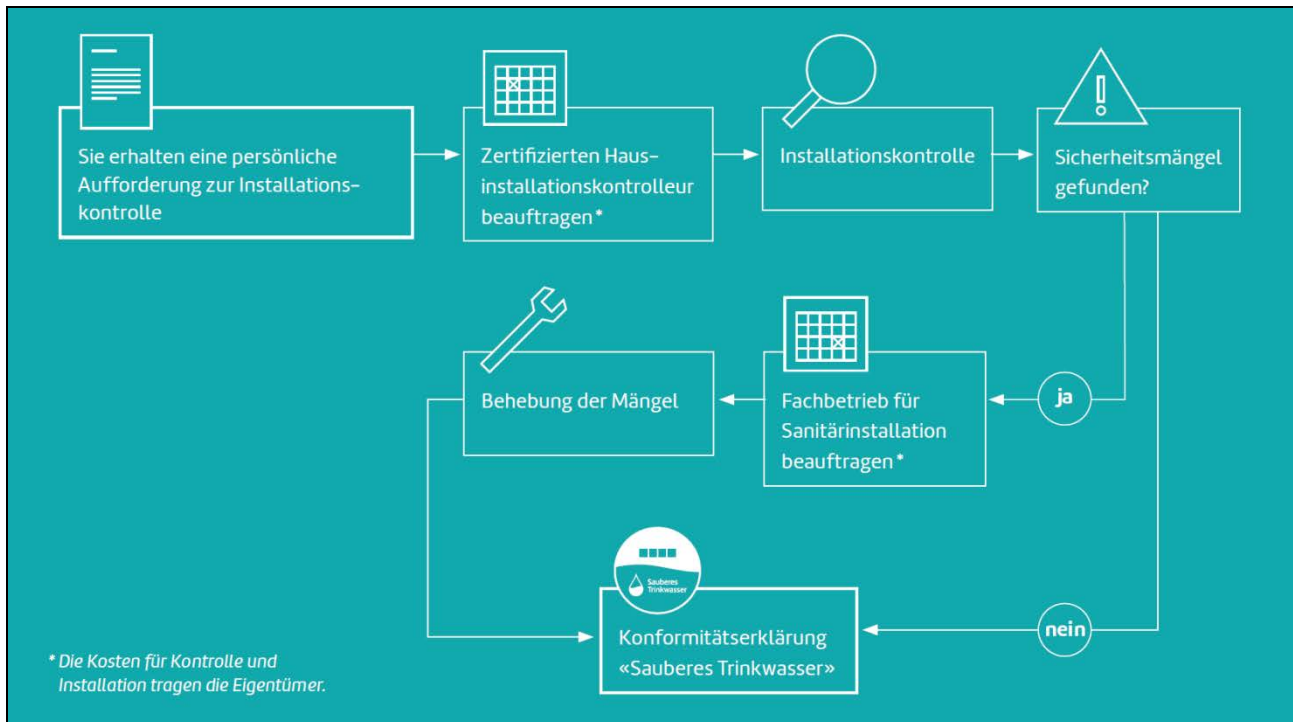 Sie erhalten eine persönliche
Aufforderung zur Installations-
kontrolle
Zertifizierten Haus-
installationskontrolleur
beauftragen*
Installationskontrolle
Sicherheitsmängel
gefunden?
ja
Fachbetrieb für
Sanitärinstallation
beauftragen*
Behebung der Mängel
nein
Sauberes
Trinkwasser
Konformitätserklärung
«Sauberes Trinkwasser»
* Die Kosten für Kontrolle und
Installation tragen die Eigentümer.